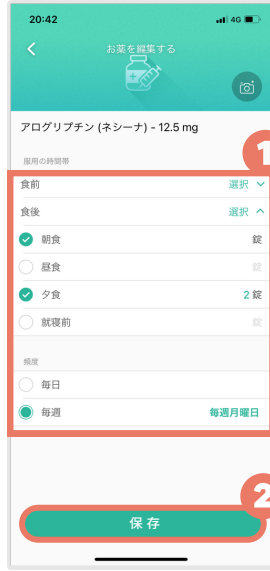 20:42
4G
お薬を編集する
アログリプチン (ネシーナ) - 12.5 mg
1
服用の時間帯
食前 選択
食後 選択
朝食 錠
昼食 錠
夕食 2 錠
就寝前 錠
頻度
毎日
毎週 毎週月曜日
2
保存